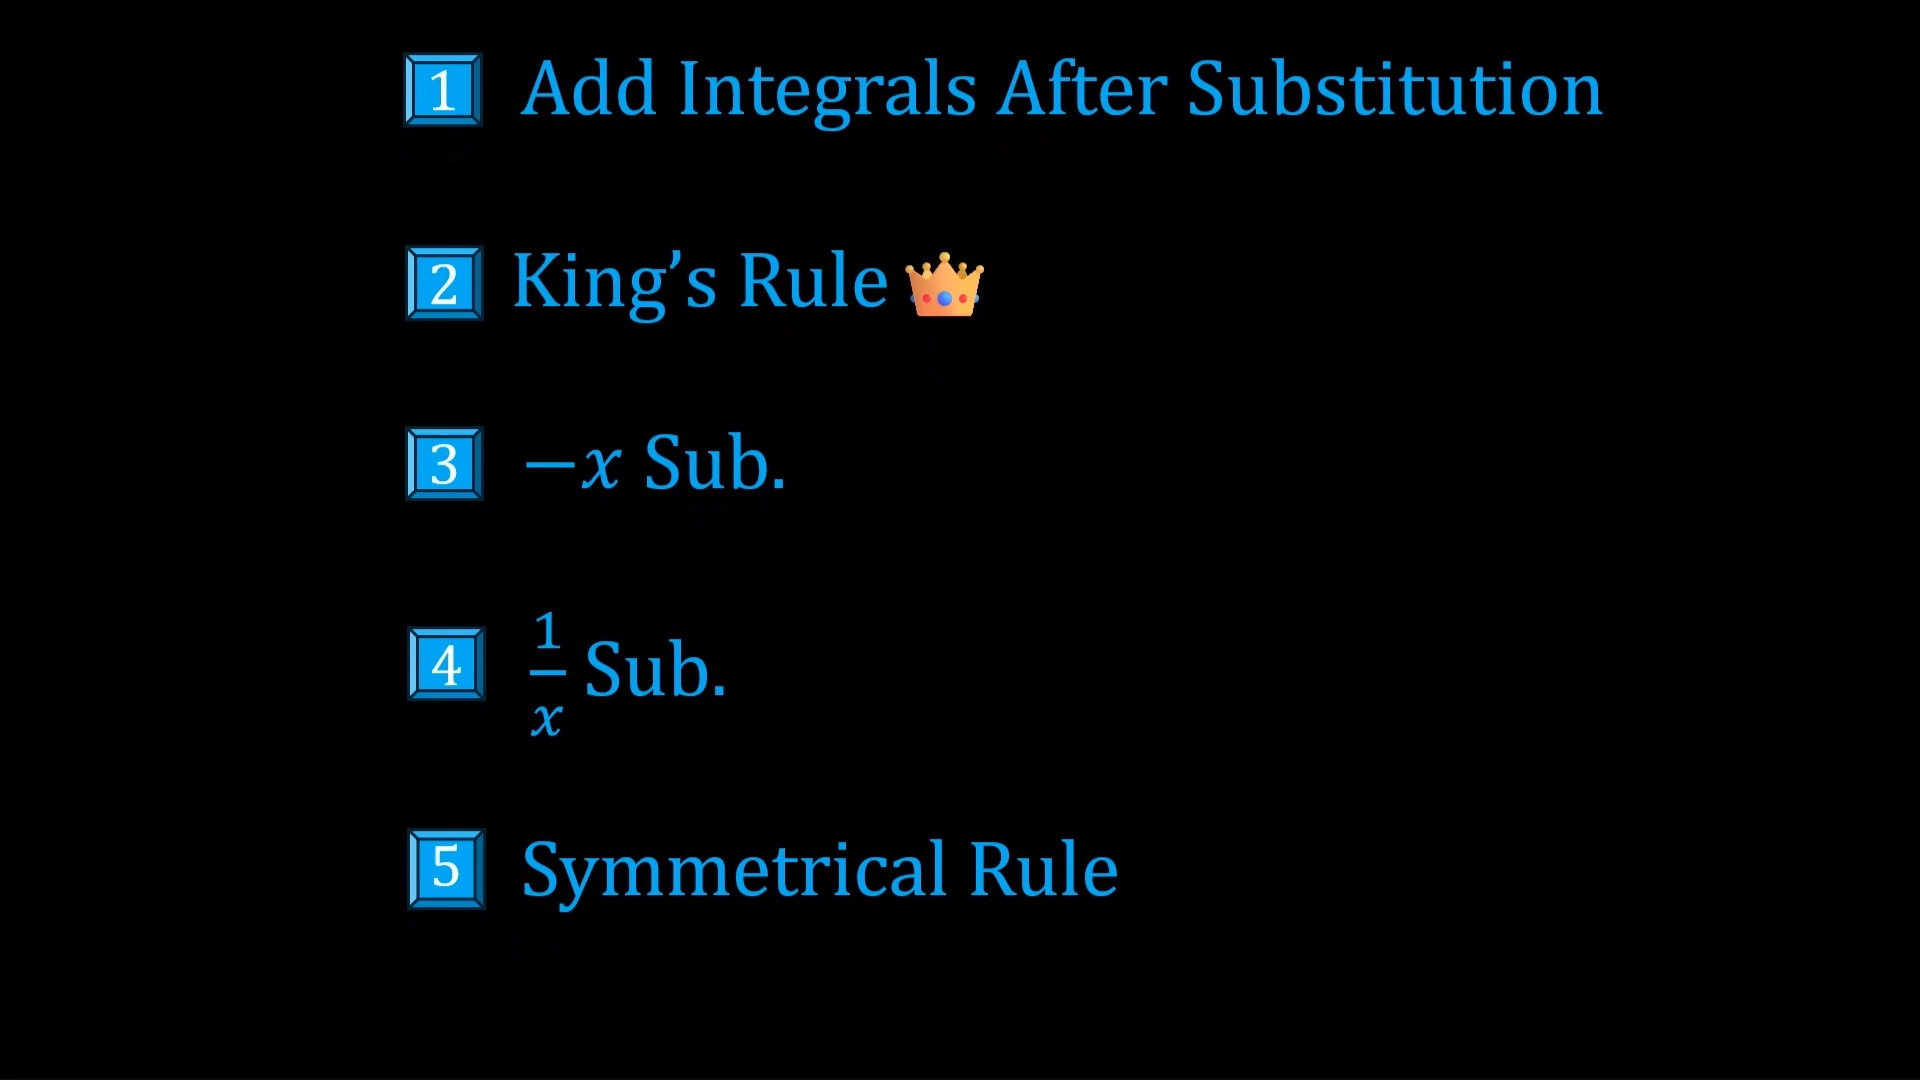 1 Add Integrals After Substitution
2 King’s Rule
3 −x Sub.
4 1/x Sub.
5 Symmetrical Rule